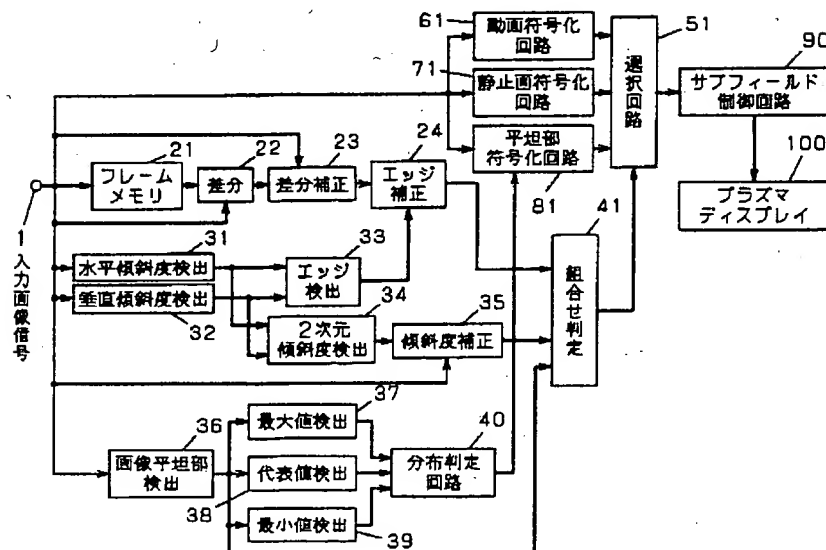 61
動画符号化
回路
71
静止画符号化
回路
平坦部
符号化回路
81
51
選択回路
90
サブフィールド
制御回路
100
プラズマ
ディスプレイ
21
フレーム
メモリ
22
差分
23
差分補正
24
エッジ
補正
1
入力画像信号
31
水平傾斜度検出
垂直傾斜度検出
32
33
エッジ
検出
34
2次元
傾斜度検出
35
傾斜度補正
41
組合せ判定
36
画像平坦部
検出
37
最大値検出
代表値検出
38
最小値検出
39
40
分布判定
回路